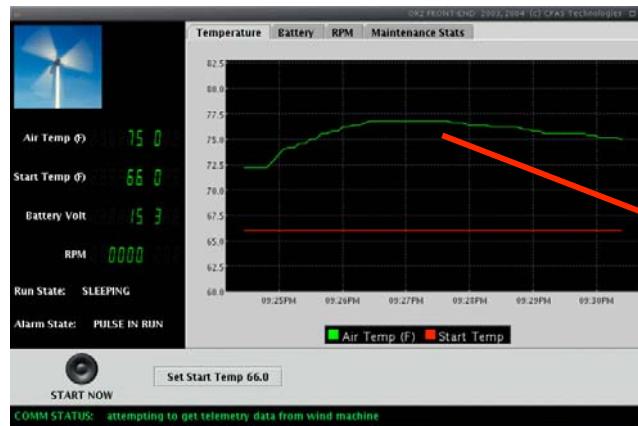 OR2 FRONT-END 2003, 2004 (c) CFAS Technologies
Temperature Battery RPM Maintenance Stats
82.5
80.0
77.5
75.0
72.5
70.0
67.5
65.0
62.5
60.0
Air Temp (F) 75 0
Start Temp (F) 66 0
Battery Volt 15 3
RPM 0000
Run State: SLEEPING
Alarm State: PULSE IN RUN
09:25PM 09:26PM 09:27PM 09:28PM 09:29PM 09:30PM
Air Temp (F) Start Temp
START NOW
Set Start Temp 66.0
COMM STATUS: attempting to get telemetry data from wind machine